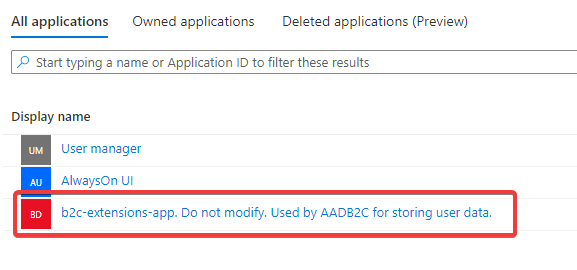 All applications Owned applications Deleted applications (Preview)
Start typing a name or Application ID to filter these results
Display name
UM User manager
AU AlwaysOn UI
BD b2c-extensions-app. Do not modify. Used by AADB2C for storing user data.